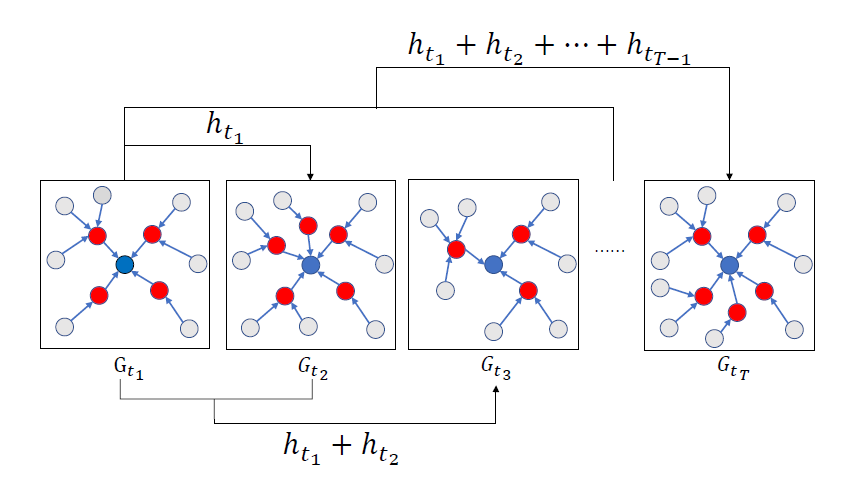 h_{t_1} + h_{t_2} + ⋯ + h_{t_{T-1}}
h_{t_1}
......
G_{t_1} G_{t_2} G_{t_3} G_{t_T}
h_{t_1} + h_{t_2}